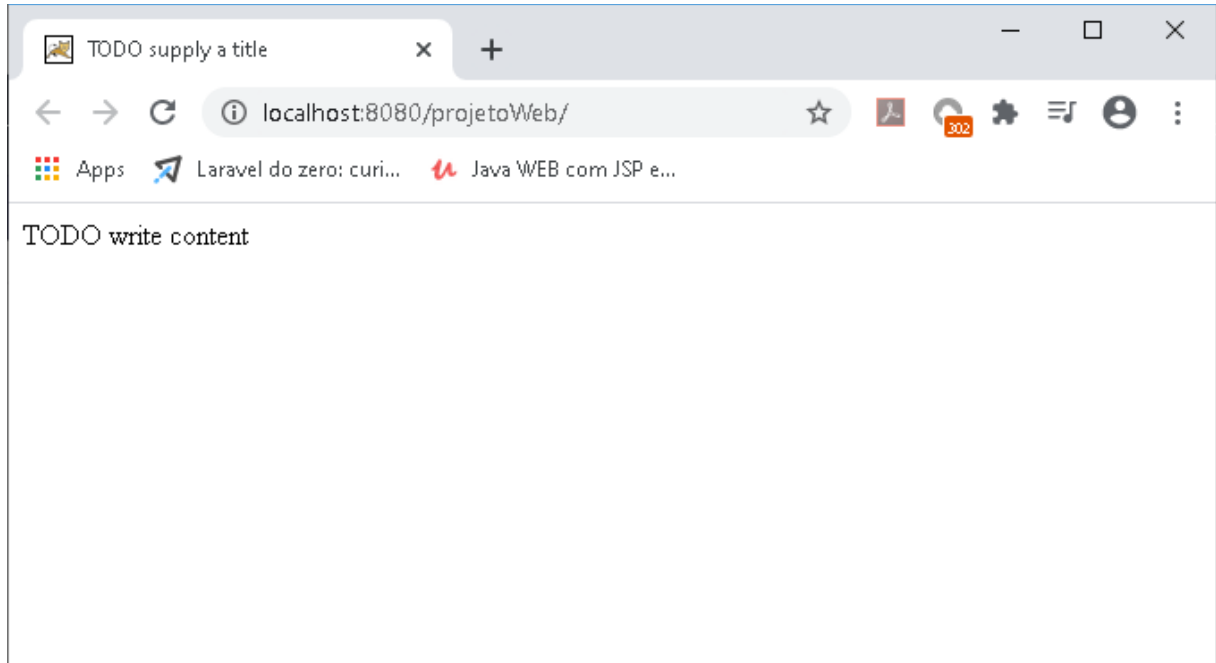 TODO supply a title
localhost:8080/projetoWeb/
302
Apps Laravel do zero: curi... Java WEB com JSP e...
TODO write content